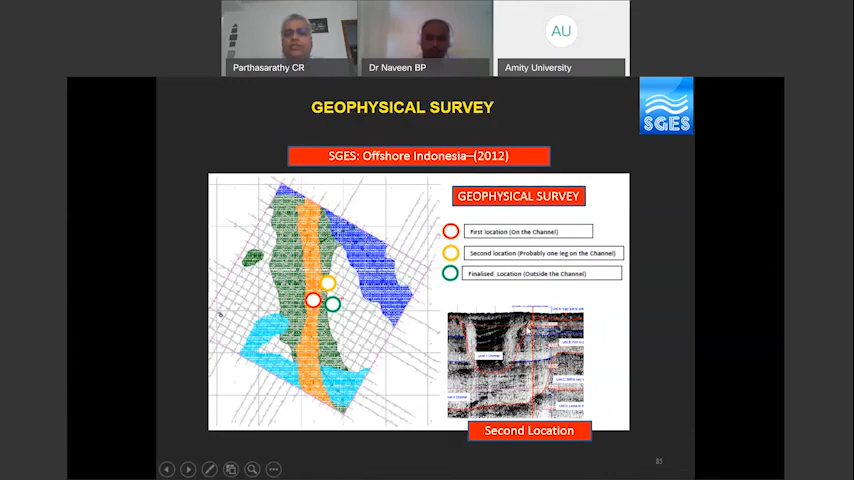 AU
Parthasarathy CR
Dr Naveen BP
Amity University
GEOPHYSICAL SURVEY
SGES
SGES: Offshore Indonesia–(2012)
GEOPHYSICAL SURVEY
First location (On the Channel)
Second location (Probably one leg on the Channel)
Finalised Location (Outside the Channel)
Second Location